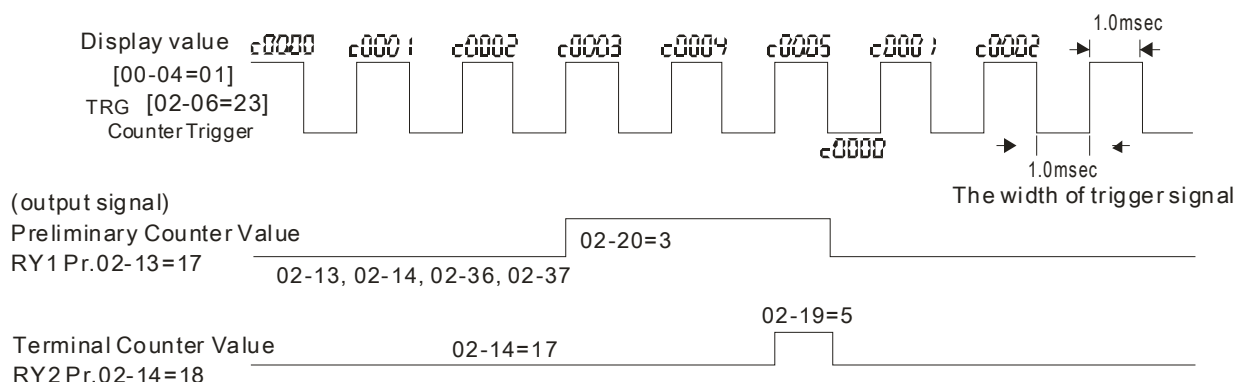 1.0msec
Display value c0000 c0001 c0002 c0003 c0004 c0005 c0001 c0002
[00-04=01]
TRG [02-06=23]
Counter Trigger
c0000
1.0msec
The width of trigger signal
(output signal)
Preliminary Counter Value
02-20=3
RY1 Pr.02-13=17
02-13, 02-14, 02-36, 02-37
02-19=5
Terminal Counter Value
02-14=17
RY2 Pr.02-14=18